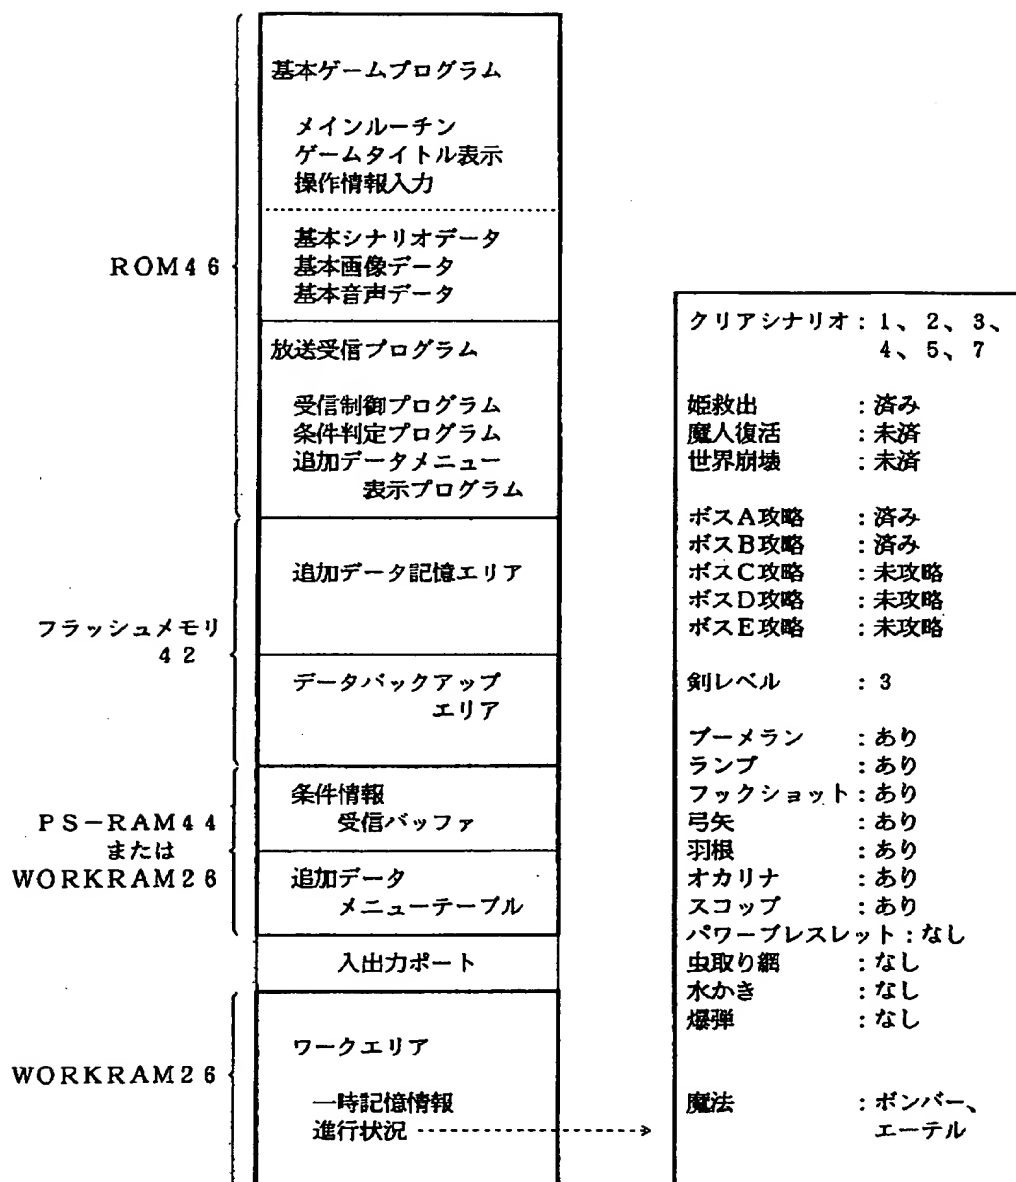 基本ゲームプログラム
メインルーチン
ゲームタイトル表示
操作情報入力
基本シナリオデータ
基本画像データ
基本音声データ
ROM46
放送受信プログラム
受信制御プログラム
条件判定プログラム
追加データメニュー
表示プログラム
追加データ記憶エリア
フラッシュメモリ
42
データバックアップ
エリア
条件情報
受信バッファ
PS-RAM44
または
WORKRAM26
追加データ
メニューテーブル
入出力ポート
ワークエリア
WORKRAM26
一時記憶情報
進行状況
クリアシナリオ:1、2、3、
4、5、7
姫救出 :済み
魔人復活 :未済
世界崩壊 :未済
ボスA攻略 :済み
ボスB攻略 :済み
ボスC攻略 :未攻略
ボスD攻略 :未攻略
ボスE攻略 :未攻略
剣レベル :3
ブーメラン :あり
ランプ :あり
フックショット:あり
弓矢 :あり
羽根 :あり
オカリナ :あり
スコップ :あり
パワーブレスレット:なし
虫取り網 :なし
水かき :なし
爆弾 :なし
魔法 :ボンバー、
エーテル